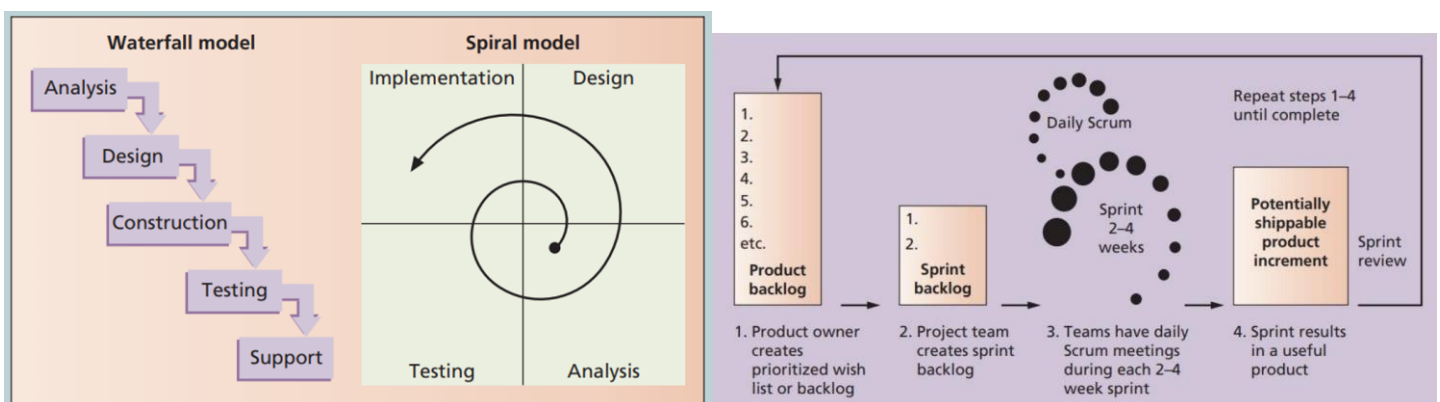 Waterfall model
Analysis
Design
Construction
Testing
Support
Spiral model
Implementation
Design
Testing
Analysis
1.
2.
3.
4.
5.
6.
etc.
Product
backlog
1. Product owner
creates
prioritized wish
list or backlog
1.
2.
Sprint
backlog
2. Project team
creates sprint
backlog
Daily Scrum
Sprint
2–4
weeks
3. Teams have daily
Scrum meetings
during each 2–4
week sprint
Repeat steps 1–4
until complete
Potentially
shippable
product
increment
Sprint
review
4. Sprint results
in a useful
product